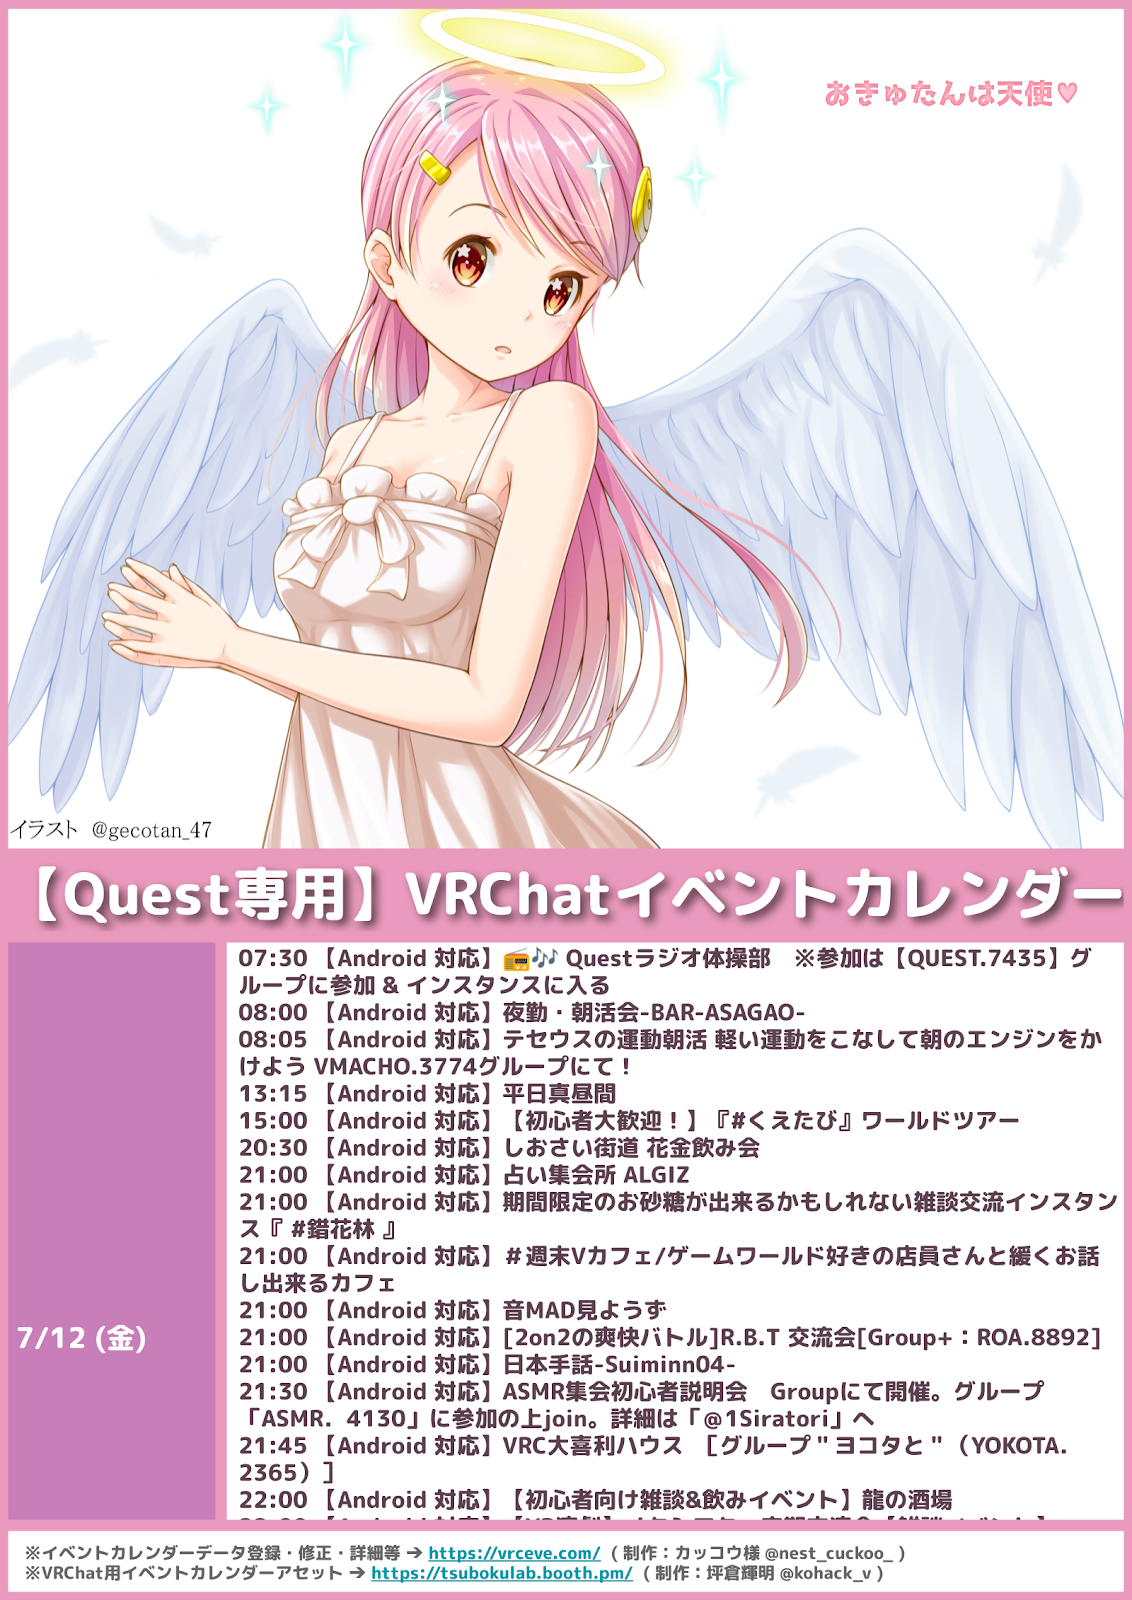 おきゅたんは天使♥
イラスト @gecotan_47
【Quest専用】VRChatイベントカレンダー
7/12 (金)
07:30 【Android 対応】📻🎶 Questラジオ体操部　※参加は【QUEST.7435】グ
ループに参加 & インスタンスに入る
08:00 【Android 対応】夜勤・朝活会-BAR-ASAGAO-
08:05 【Android 対応】テセウスの運動朝活 軽い運動をこなして朝のエンジンをか
けよう VMACHO.3774グループにて！
13:15 【Android 対応】平日真昼間
15:00 【Android 対応】【初心者大歓迎！】『#くえたび』ワールドツアー
20:30 【Android 対応】しおさい街道 花金飲み会
21:00 【Android 対応】占い集会所 ALGIZ
21:00 【Android 対応】期間限定のお砂糖が出来るかもしれない雑談交流インスタン
ス『 #錯花林 』
21:00 【Android 対応】＃週末Vカフェ/ゲームワールド好きの店員さんと緩くお話
し出来るカフェ
21:00 【Android 対応】音MAD見ようず
21:00 【Android 対応】[2on2の爽快バトル]R.B.T 交流会[Group+：ROA.8892]
21:00 【Android 対応】日本手話-Suiminn04-
21:30 【Android 対応】ASMR集会初心者説明会　Groupにて開催。グループ
「ASMR．4130」に参加の上join。詳細は「＠1Siratori」へ
21:45 【Android 対応】VRC大喜利ハウス　[グループ＂ヨコタと＂（YOKOTA.
2365）]
22:00 【Android 対応】【初心者向け雑談&飲みイベント】龍の酒場
※イベントカレンダーデータ登録・修正・詳細等 ➔ https://vrceve.com/ ( 制作：カッコウ様 @nest_cuckoo_ )
※VRChat用イベントカレンダーアセット ➔ https://tsubokulab.booth.pm/ ( 制作：坪倉輝明 @kohack_v )